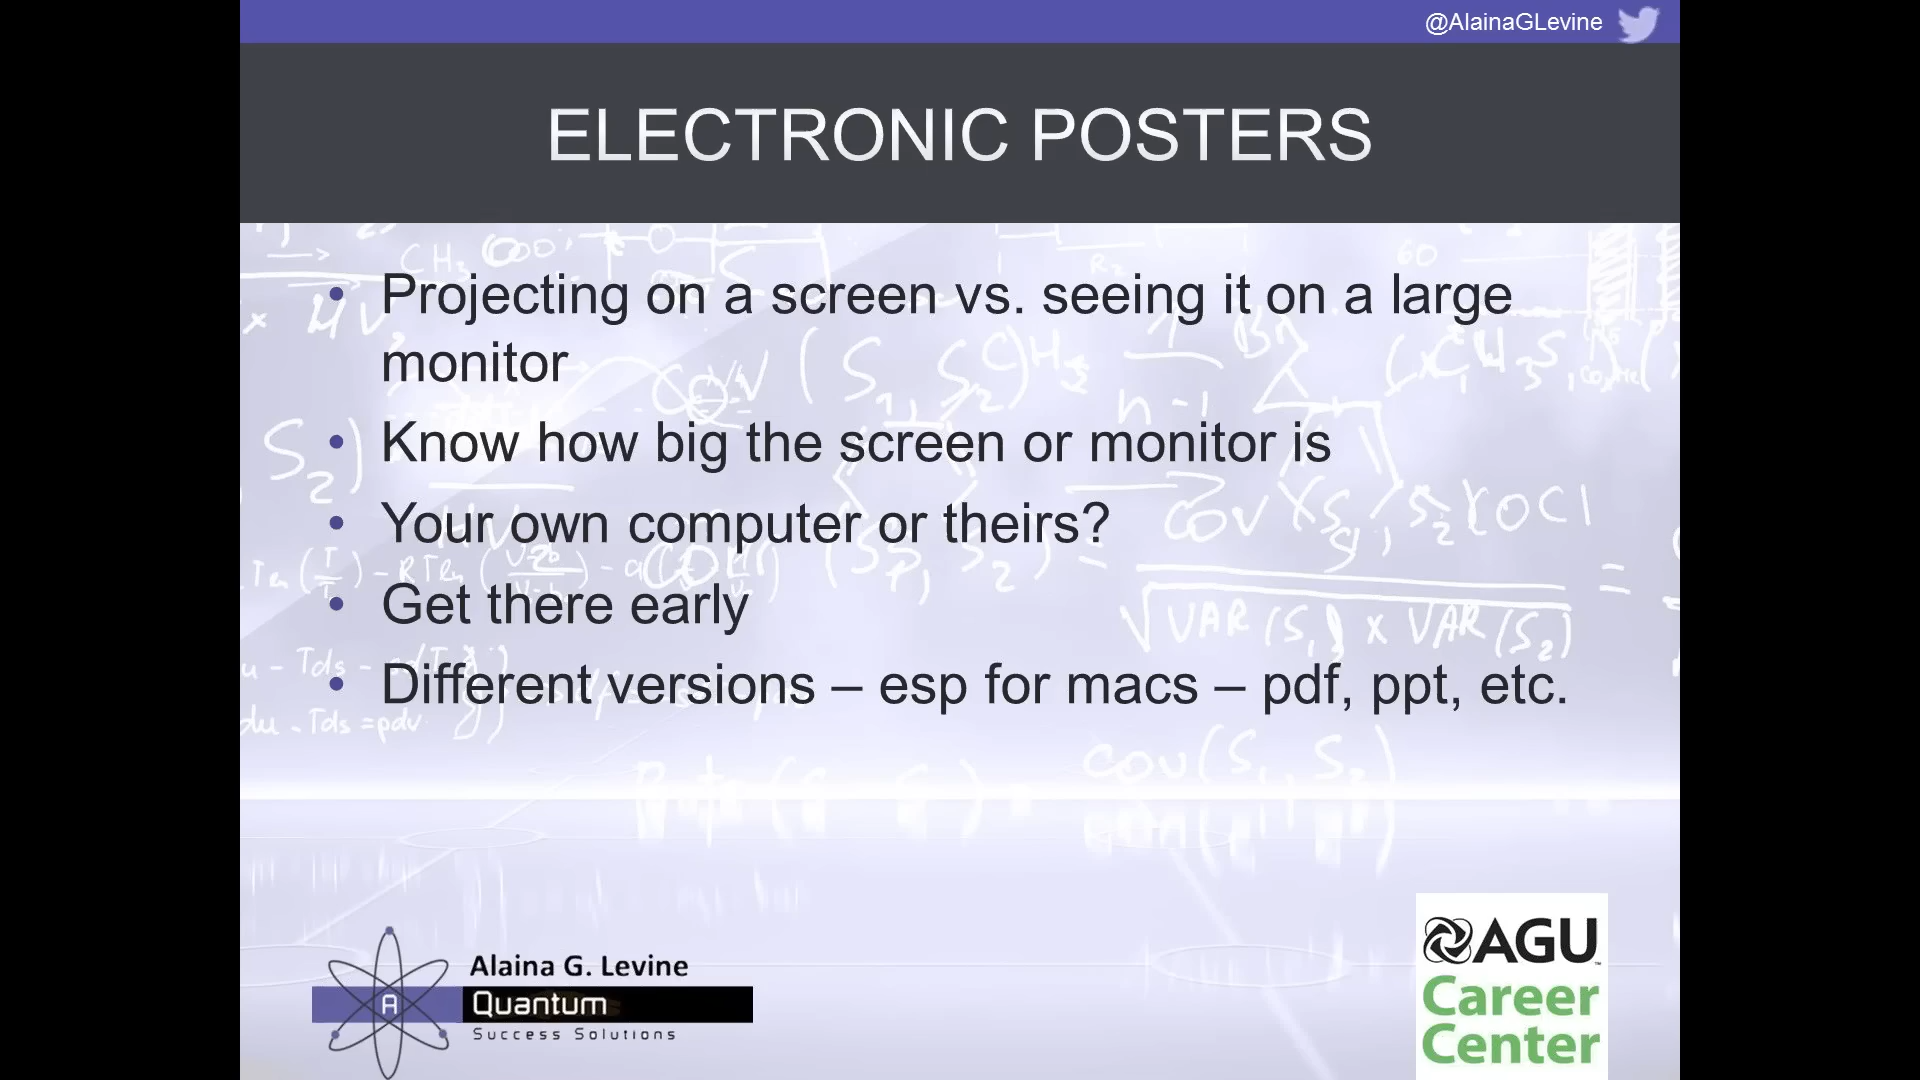 @AlainaGLevine
ELECTRONIC POSTERS
• Projecting on a screen vs. seeing it on a large
monitor
• Know how big the screen or monitor is
• Your own computer or theirs?
• Get there early
• Different versions – esp for macs – pdf, ppt, etc.
Alaina G. Levine
A Quantum
Success Solutions
AGU
Career
Center